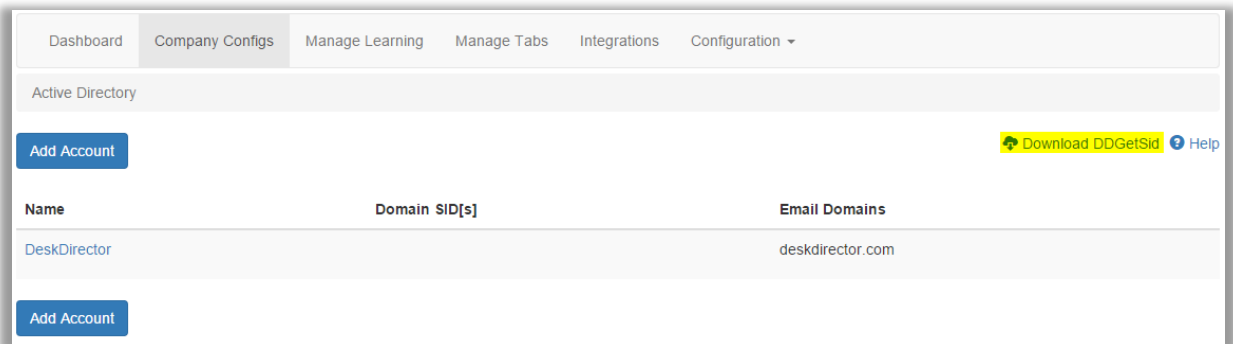 Dashboard Company Configs Manage Learning Manage Tabs Integrations Configuration
Active Directory
Add Account Download DDGetSid Help
Name Domain SID[s] Email Domains
DeskDirector deskdirector.com
Add Account